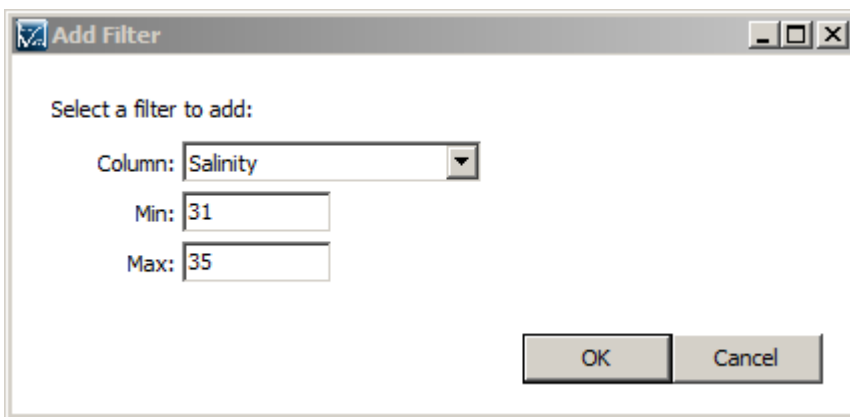 Add Filter
Select a filter to add:
Column: Salinity
Min: 31
Max: 35
OK Cancel